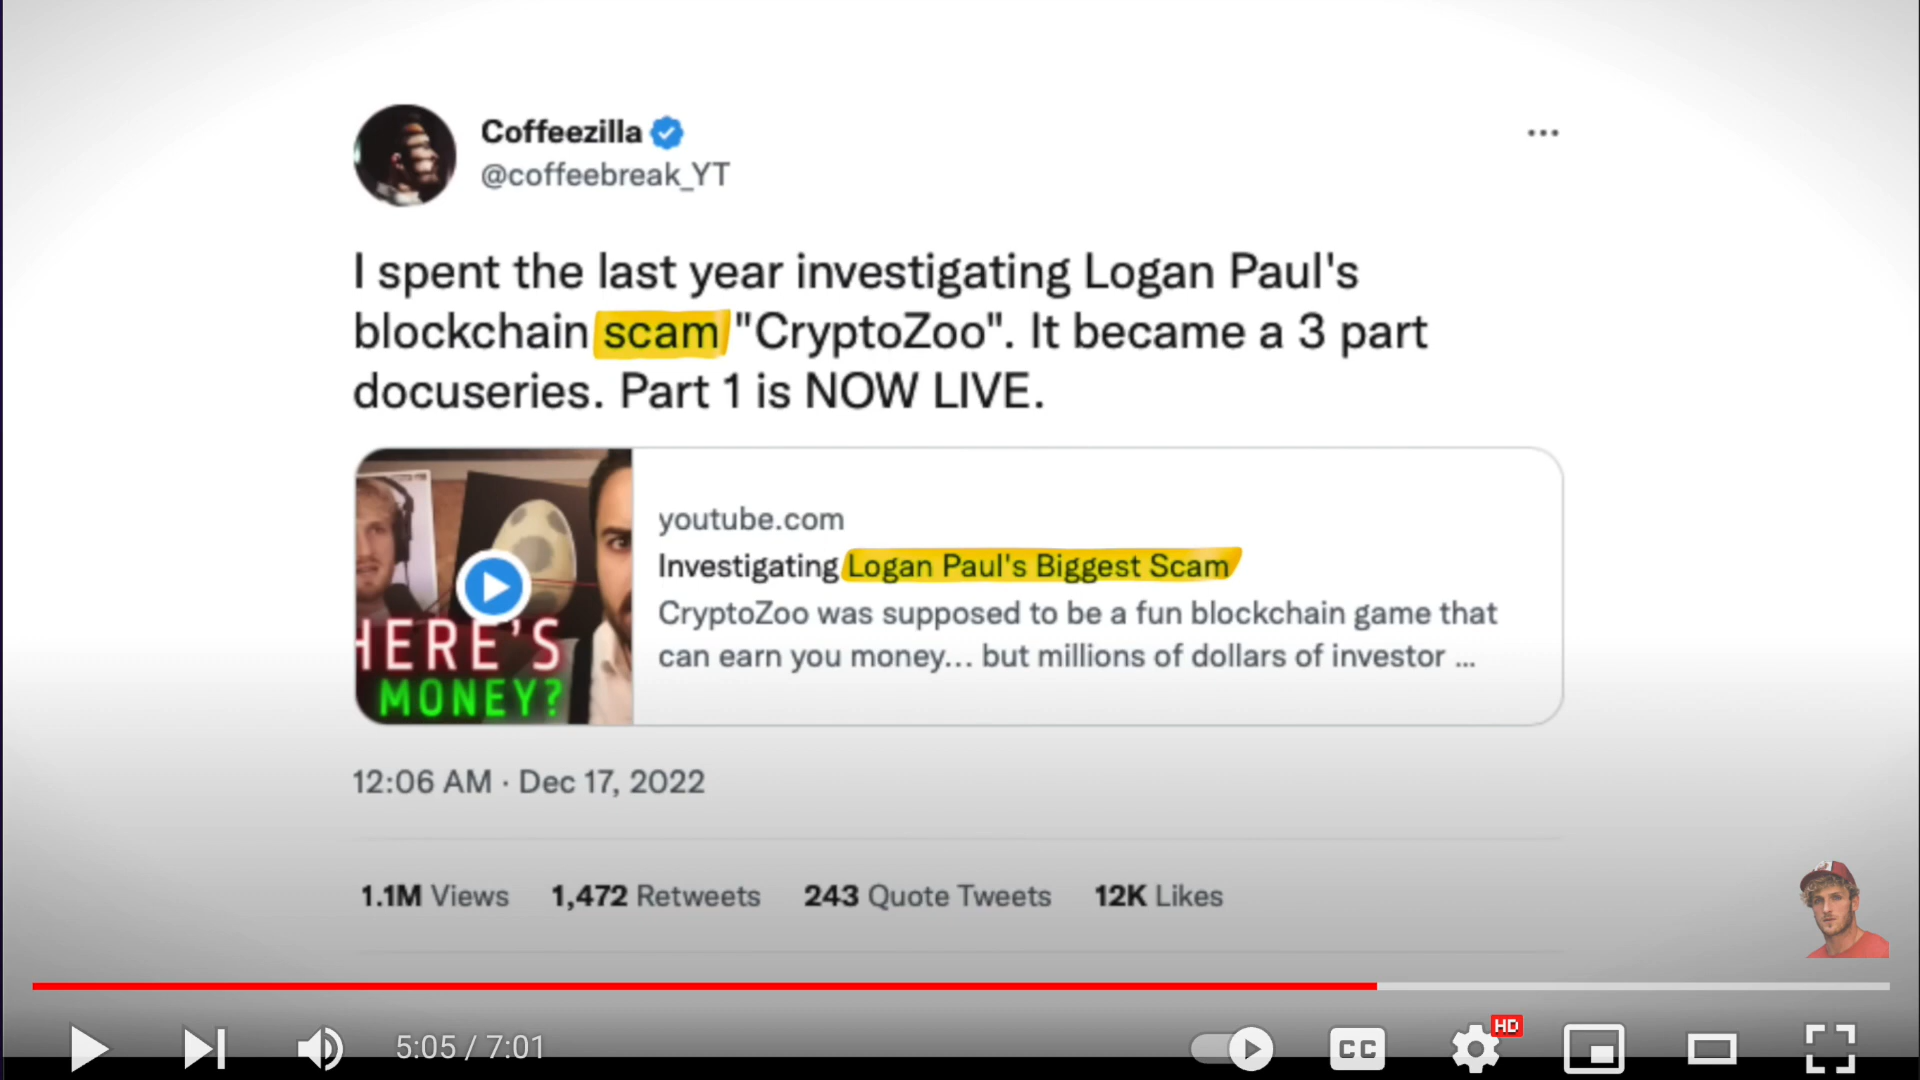 Coffeezilla
@coffeebreak_YT
I spent the last year investigating Logan Paul's
blockchain scam "CryptoZoo". It became a 3 part
docuseries. Part 1 is NOW LIVE.
HERE'S
MONEY?
youtube.com
Investigating Logan Paul's Biggest Scam
CryptoZoo was supposed to be a fun blockchain game that
can earn you money... but millions of dollars of investor ...
12:06 AM · Dec 17, 2022
1.1M Views 1,472 Retweets 243 Quote Tweets 12K Likes
5:05 / 7:01
CC
HD